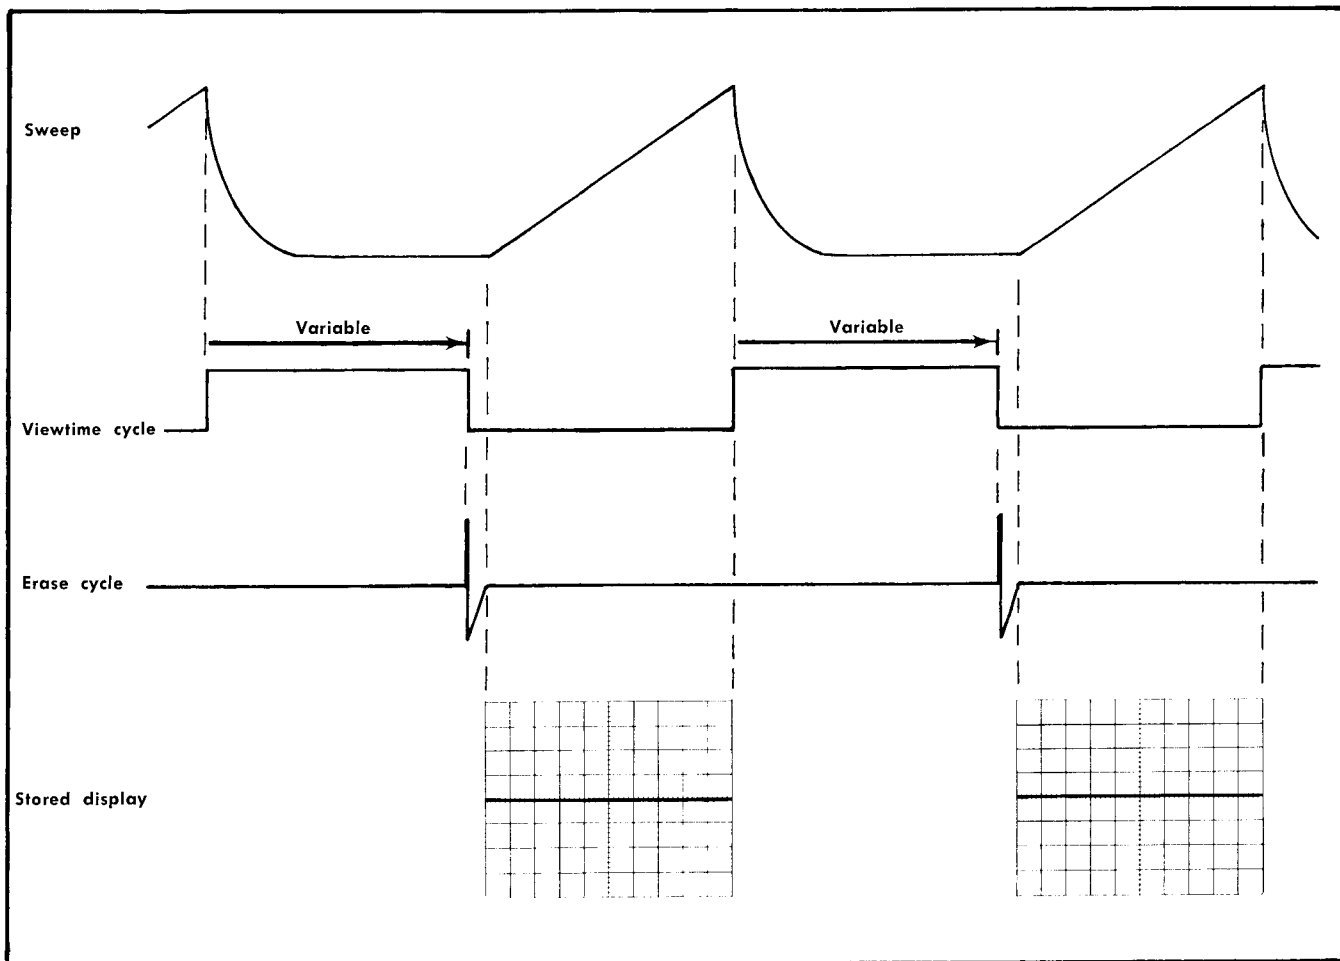 Sweep
Variable
Variable
Viewtime cycle
Erase cycle
Stored display